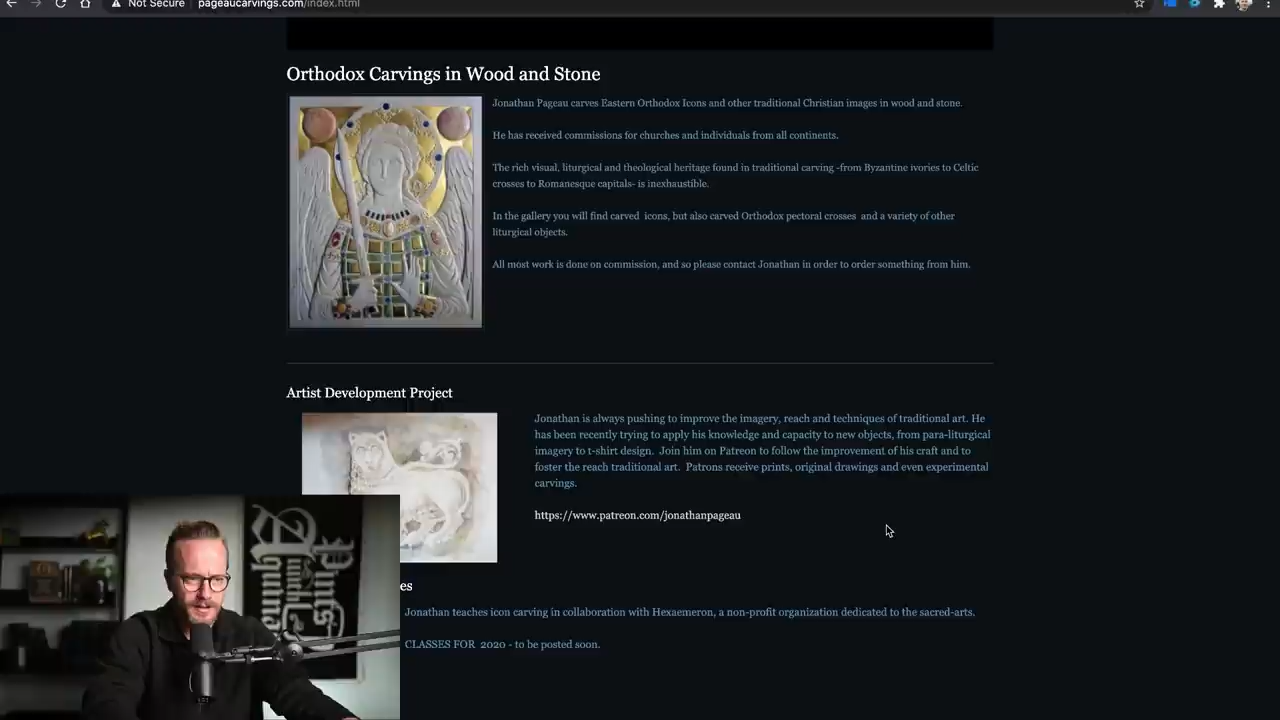 Not Secure
pageaucarvings.com/index.html
Orthodox Carvings in Wood and Stone
Jonathan Pageau carves Eastern Orthodox Icons and other traditional Christian images in wood and stone.
He has received commissions for churches and individuals from all continents.
The rich visual, liturgical and theological heritage found in traditional carving -from Byzantine ivories to Celtic
crosses to Romanesque capitals- is inexhaustible.
In the gallery you will find carved icons, but also carved Orthodox pectoral crosses and a variety of other
liturgical objects.
All most work is done on commission, and so please contact Jonathan in order to order something from him.
Artist Development Project
Jonathan is always pushing to improve the imagery, reach and techniques of traditional art. He
has been recently trying to apply his knowledge and capacity to new objects, from para-liturgical
imagery to t-shirt design. Join him on Patreon to follow the improvement of his craft and to
foster the reach traditional art. Patrons receive prints, original drawings and even experimental
carvings.
https://www.patreon.com/jonathanpageau
es
Jonathan teaches icon carving in collaboration with Hexaemeron, a non-profit organization dedicated to the sacred-arts.
CLASSES FOR 2020 - to be posted soon.
Pints
with
Aquinas